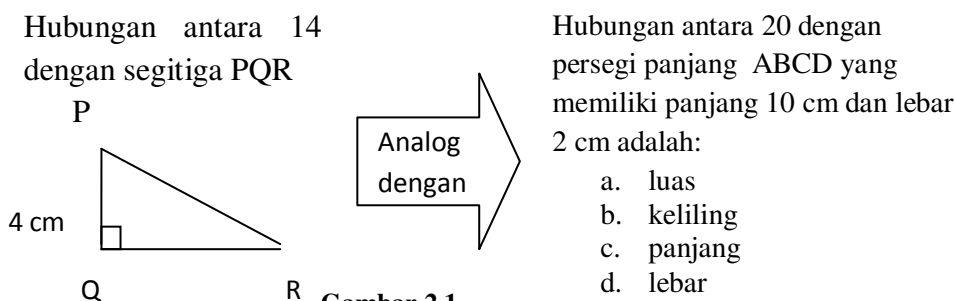 Hubungan antara 14
dengan segitiga PQR
P
4 cm
Q
R
Analog
dengan
Hubungan antara 20 dengan
persegi panjang ABCD yang
memiliki panjang 10 cm dan lebar
2 cm adalah:
a. luas
b. keliling
c. panjang
d. lebar
Gambar 2.1